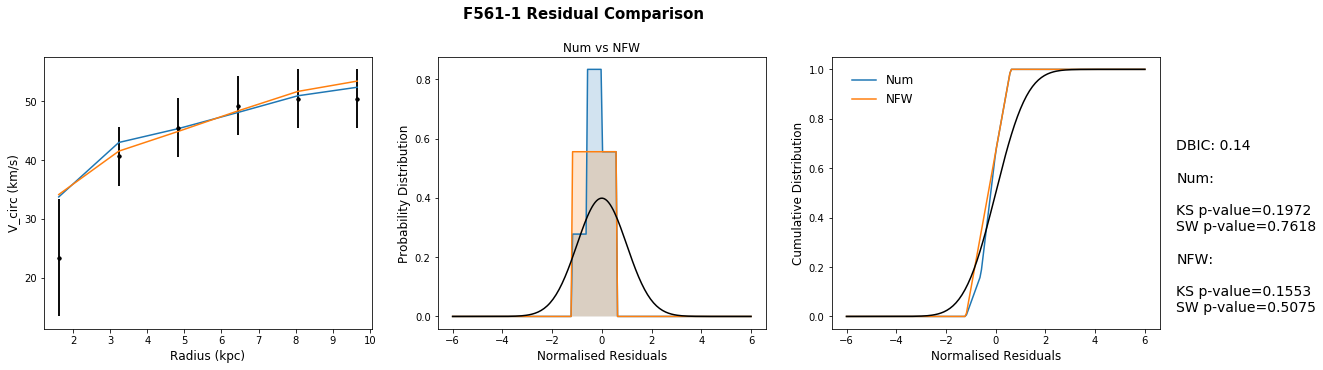 F561-1 Residual Comparison
V_circ (km/s)
50
40
30
20
2 3 4 5 6 7 8 9 10
Radius (kpc)
Num vs NFW
Probability Distribution
0.8
0.6
0.4
0.2
0.0
−6 −4 −2 0 2 4 6
Normalised Residuals
Cumulative Distribution
1.0
0.8
0.6
0.4
0.2
0.0
Num
NFW
−6 −4 −2 0 2 4 6
Normalised Residuals
DBIC: 0.14
Num:
KS p-value=0.1972
SW p-value=0.7618
NFW:
KS p-value=0.1553
SW p-value=0.5075